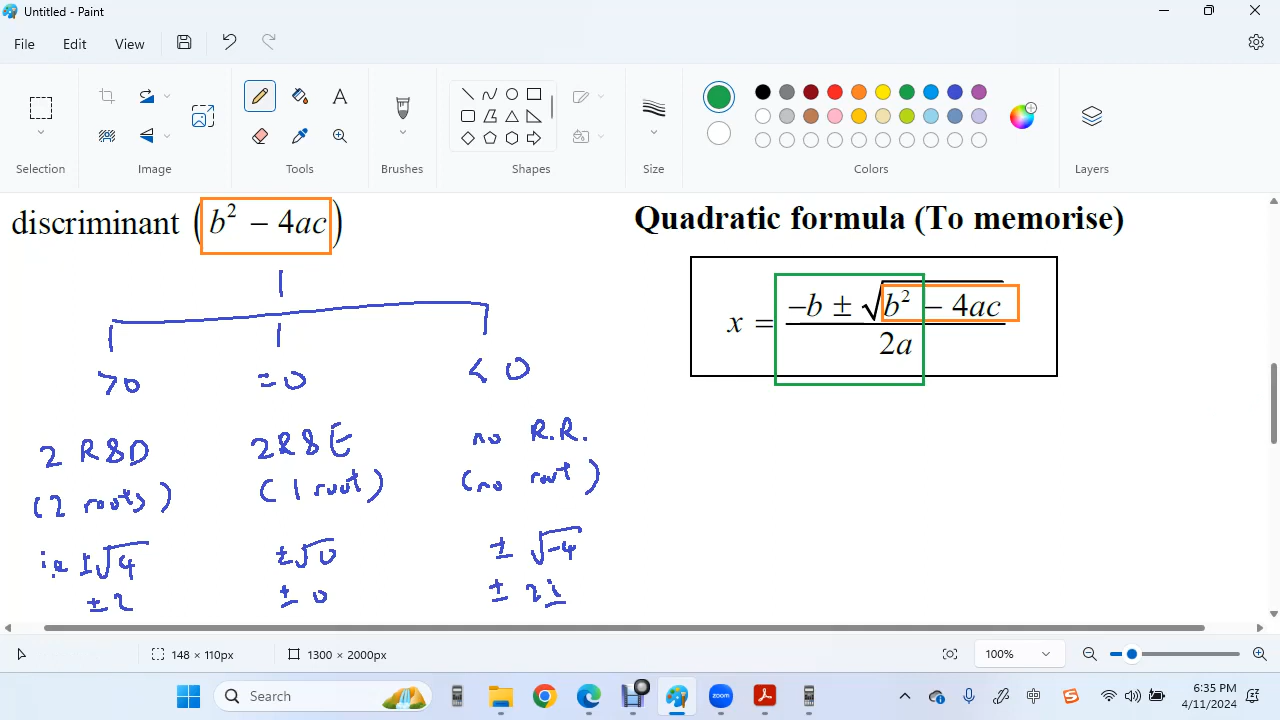 Untitled - Paint
File Edit View
Selection Image Tools Brushes Shapes Size Colors Layers
discriminant (b² − 4ac)
>0 =0 < 0
2 R&D 2R&E no R.R.
(2 roots) (1 root) (no root)
i.e ±√4 ±√0 ± √-4
±2 ± 0 ± 2i
Quadratic formula (To memorise)
x = (−b ± √(b² − 4ac)) / 2a
148 × 110px 1300 × 2000px 100%
Search
中
6:35 PM
4/11/2024